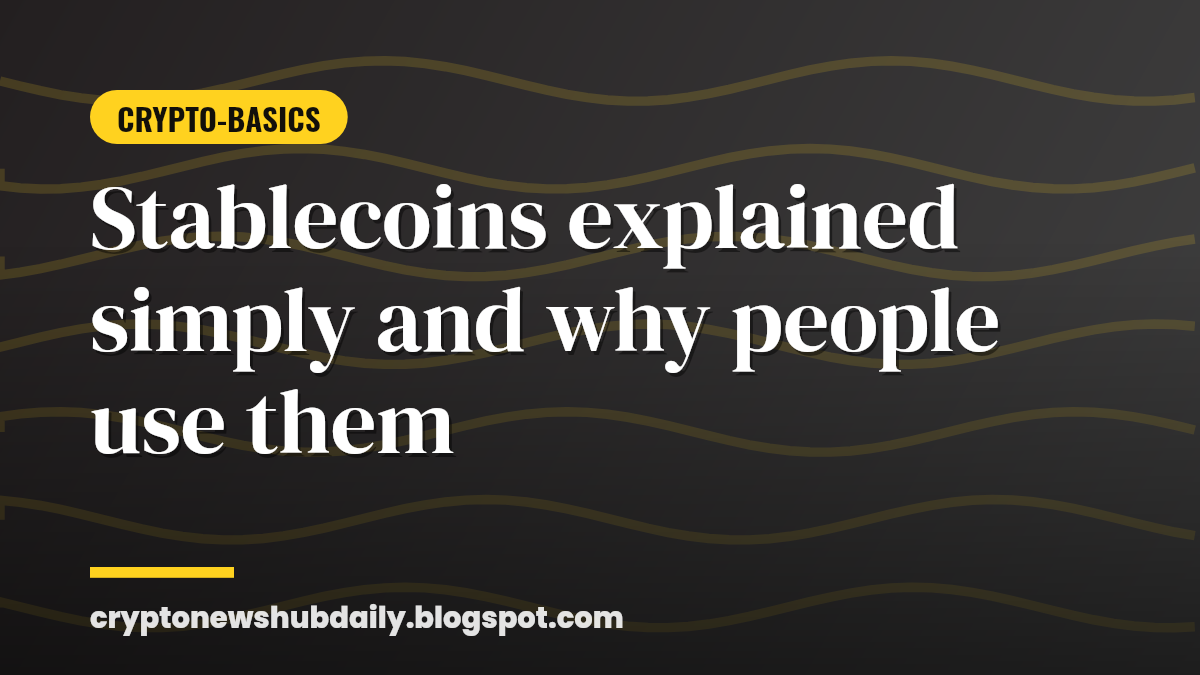 CRYPTO-BASICS
Stablecoins explained
simply and why people
use them
cryptonewshubdaily.blogspot.com